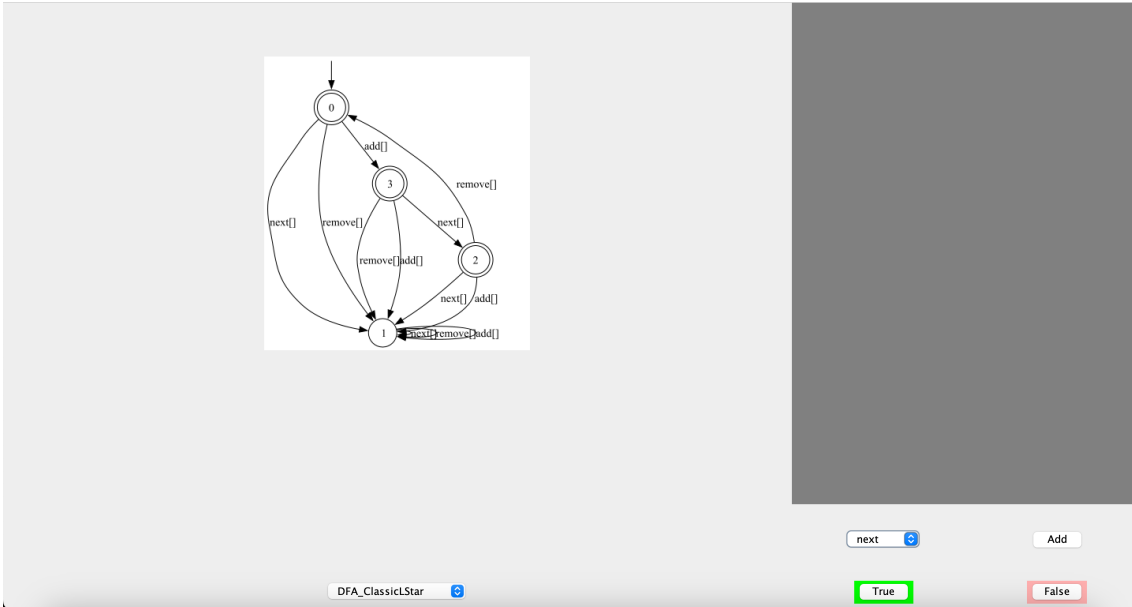 0
add[]
3
remove[]
next[]
remove[]
next[]
remove[]add[]
2
next[]
add[]
1
next[]remove[]add[]
next
Add
DFA_ClassicLStar
True
False